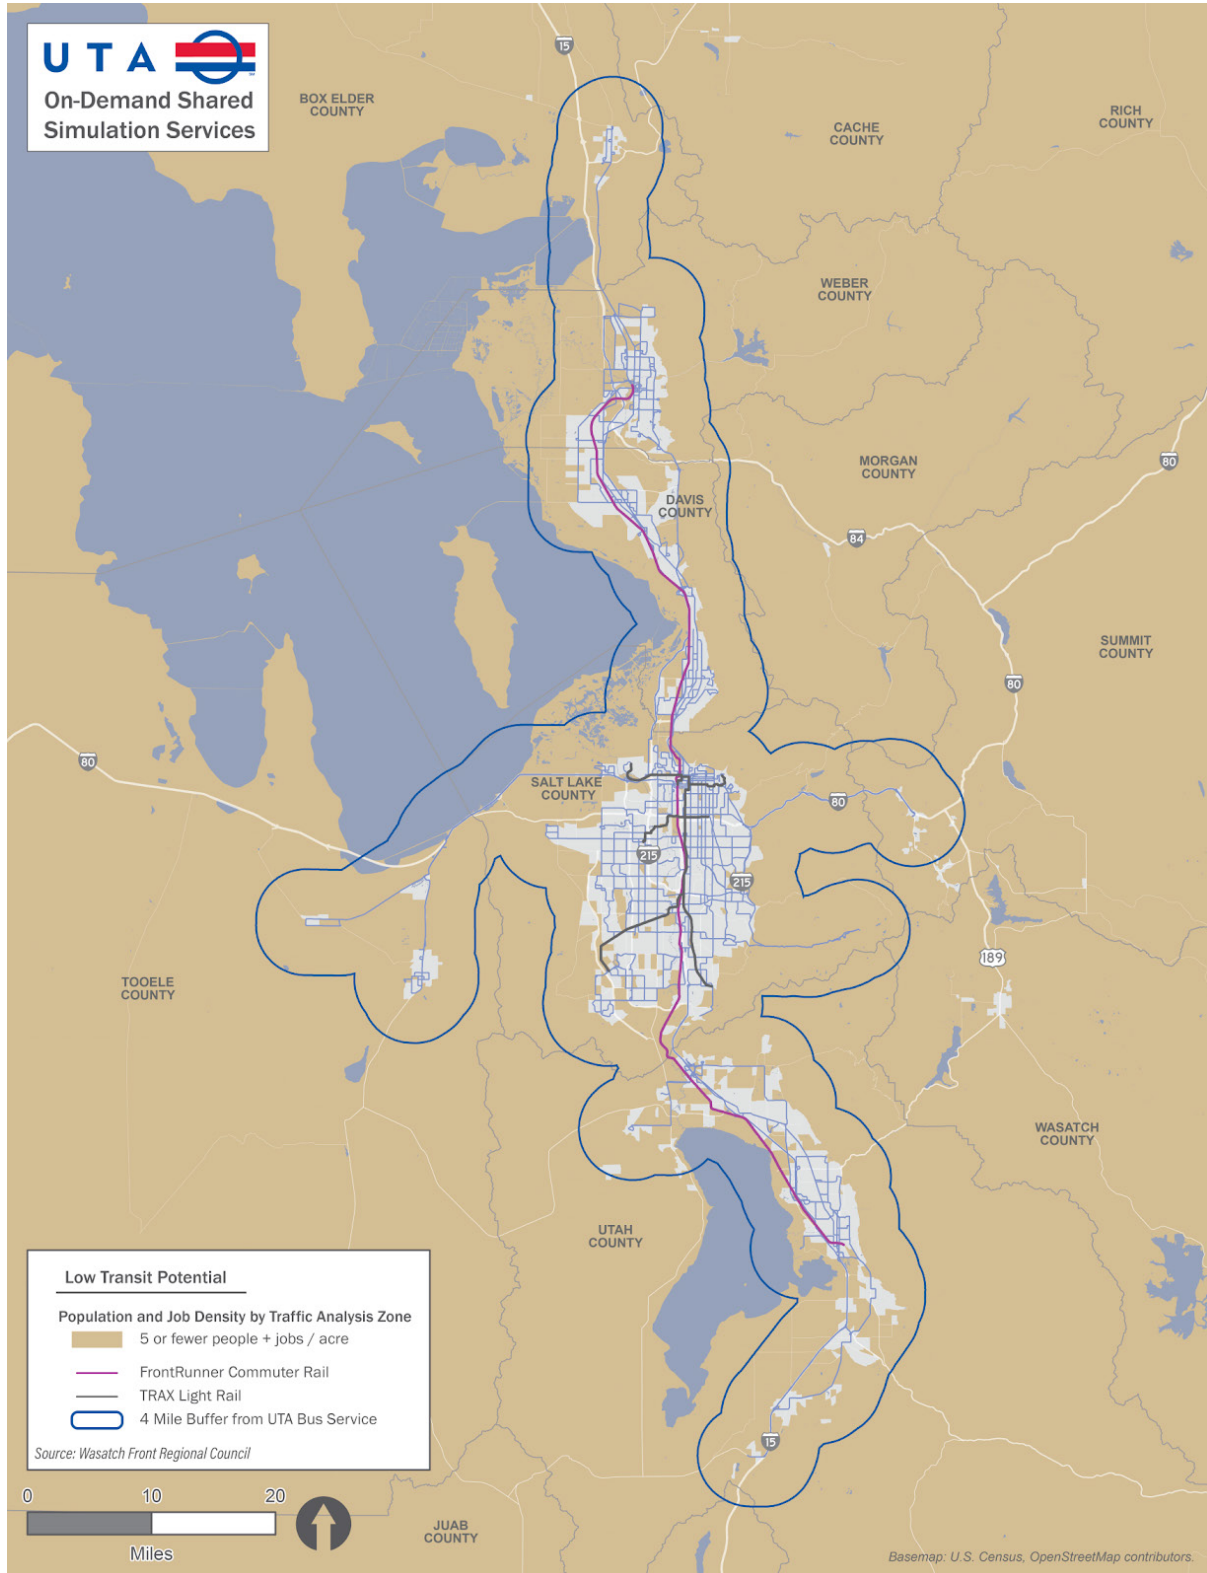 UTA
On-Demand Shared
Simulation Services
15
BOX ELDER
COUNTY
CACHE
COUNTY
RICH
COUNTY
WEBER
COUNTY
MORGAN
COUNTY
80
DAVIS
COUNTY
84
SUMMIT
COUNTY
80
80
SALT LAKE
COUNTY
80
215
215
189
TOOELE
COUNTY
WASATCH
COUNTY
UTAH
COUNTY
15
JUAB
COUNTY
Low Transit Potential
Population and Job Density by Traffic Analysis Zone
5 or fewer people + jobs / acre
FrontRunner Commuter Rail
TRAX Light Rail
4 Mile Buffer from UTA Bus Service
Source: Wasatch Front Regional Council
0 10 20
Miles
Basemap: U.S. Census, OpenStreetMap contributors.